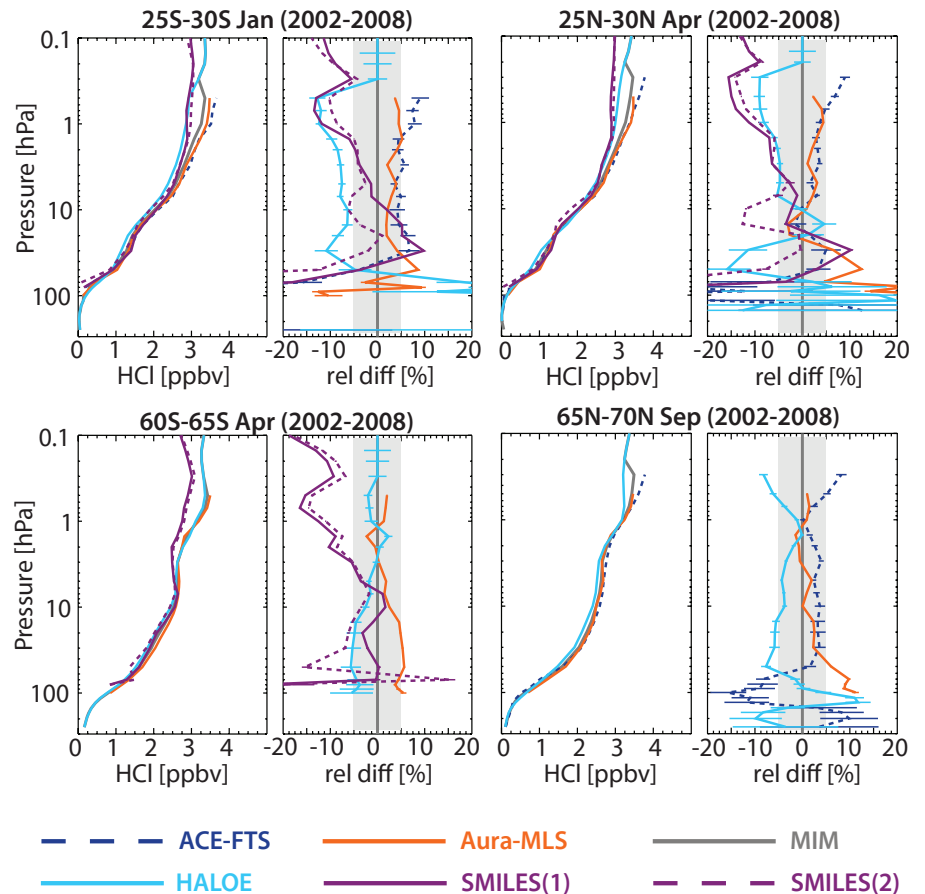 25S-30S Jan (2002-2008)
25N-30N Apr (2002-2008)
Pressure [hPa]
0.1
1
10
100
0 1 2 3 4
-20 -10 0 10 20
0 1 2 3 4
-20 -10 0 10 20
HCl [ppbv]
rel diff [%]
HCl [ppbv]
rel diff [%]
60S-65S Apr (2002-2008)
65N-70N Sep (2002-2008)
Pressure [hPa]
0.1
1
10
100
0 1 2 3 4
-20 -10 0 10 20
0 1 2 3 4
-20 -10 0 10 20
HCl [ppbv]
rel diff [%]
HCl [ppbv]
rel diff [%]
ACE-FTS
Aura-MLS
MIM
HALOE
SMILES(1)
SMILES(2)